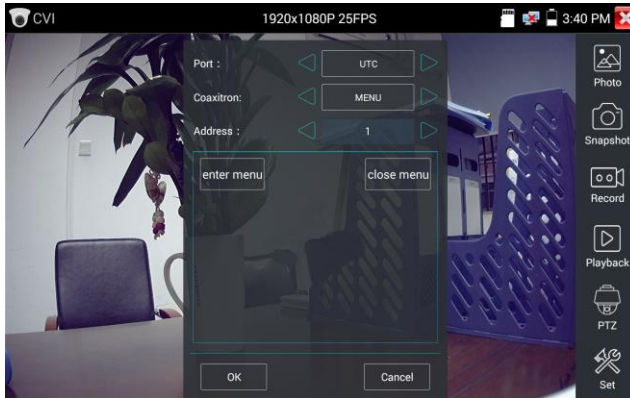 CVI 1920x1080P 25FPS 3:40 PM
Port : UTC
Coaxitron: MENU
Address : 1
enter menu close menu
OK Cancel
Photo
Snapshot
Record
Playback
PTZ
Set